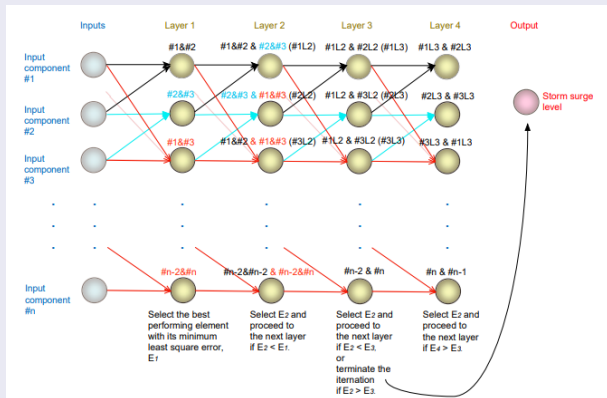 Inputs Layer 1 Layer 2 Layer 3 Layer 4 Output
Input
component
#1
#1&#2 #1&#2 & #2&#3 (#1L2) #1L2 & #2L2 (#1L3) #1L3 & #2L3
Input
component
#2
#2&#3 #2&#3 & #1&#3 (#2L2) #1L2 & #3L2 (#2L3) #2L3 & #3L3
Storm surge
level
Input
component
#3
#1&#3 #1&#2 & #1&#3 (#3L2) #1L2 & #3L2 (#3L3) #3L3 & #1L3
Input
component
#n
#n-2&#n #n-2&#n-2 & #n-2&#n #n-2 & #n #n & #n-1
Select the best
performing element
with its minimum
least square error,
E1
Select E2 and
proceed to
the next layer
if E2 < E1.
Select E2 and
proceed to
the next layer
if E2 < E3,
or
terminate the
iternation
if E2 > E3.
Select E2 and
proceed to
the next layer
if E4 > E3.